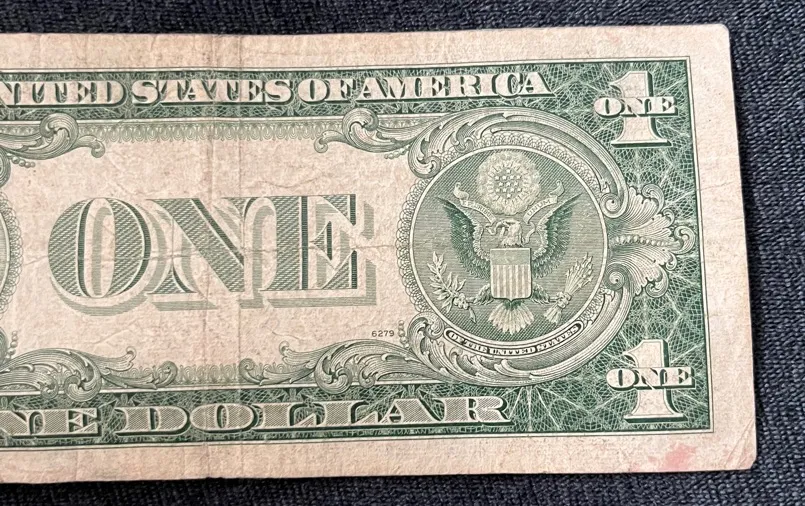 NITED STATES OF AMERICA
ONE
ONE
6279
OF THE UNITED STATES
ONE
NE DOLLAR